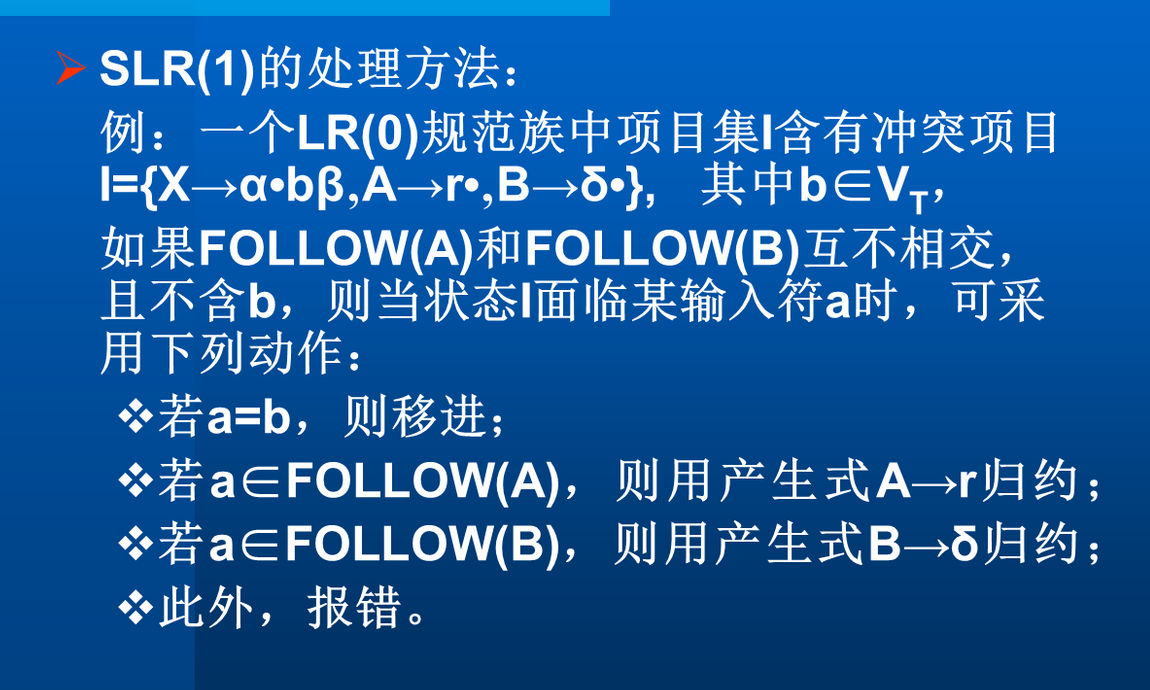 SLR(1)的处理方法：
例：一个LR(0)规范族中项目集I含有冲突项目
I={X→α•bβ,A→r•,B→δ•}, 其中b∈VT，
如果FOLLOW(A)和FOLLOW(B)互不相交，
且不含b，则当状态I面临某输入符a时，可采
用下列动作：
❖若a=b，则移进；
❖若a∈FOLLOW(A)，则用产生式A→r归约；
❖若a∈FOLLOW(B)，则用产生式B→δ归约；
❖此外，报错。